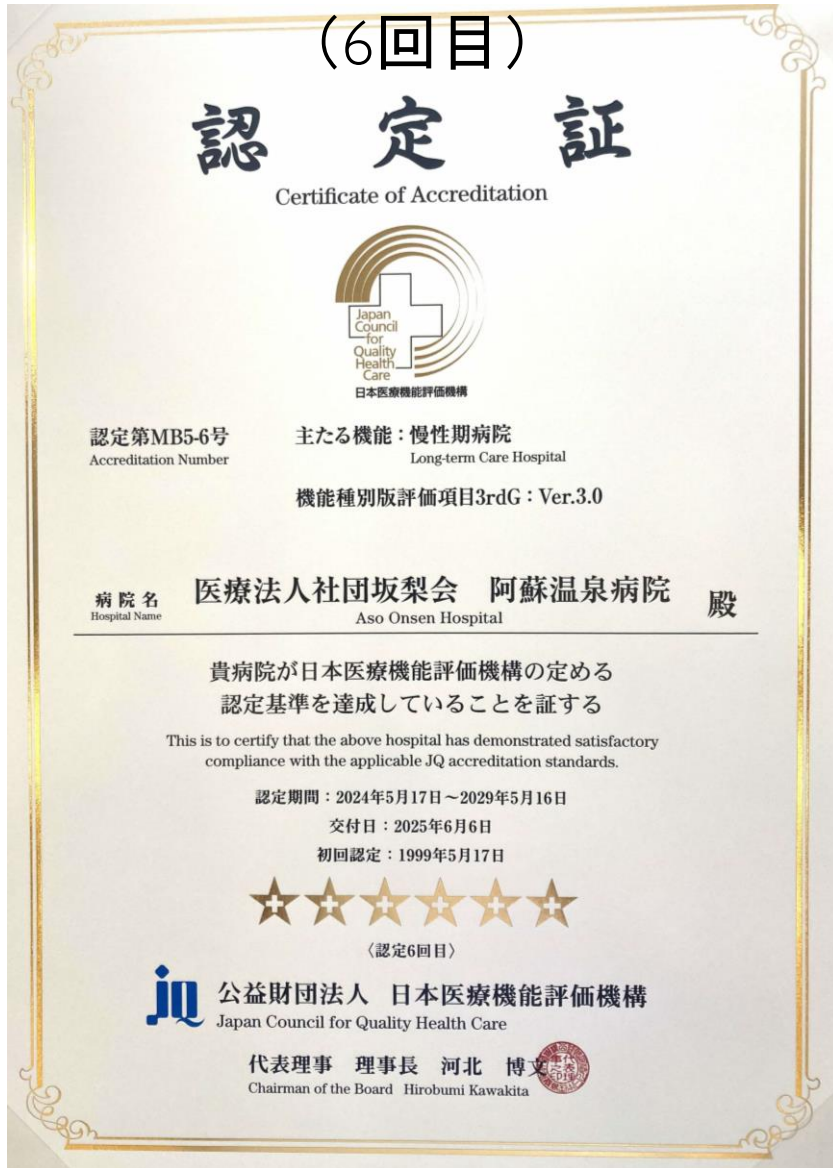 （6回目）
認定証
Certificate of Accreditation
Japan
Council
for
Quality
Health
Care
日本医療機能評価機構
認定第MB5-6号
Accreditation Number
主たる機能：慢性期病院
Long-term Care Hospital
機能種別版評価項目3rdG：Ver.3.0
病院名 医療法人社団坂梨会 阿蘇温泉病院 殿
Hospital Name Aso Onsen Hospital
貴病院が日本医療機能評価機構の定める
認定基準を達成していることを証する
This is to certify that the above hospital has demonstrated satisfactory
compliance with the applicable JQ accreditation standards.
認定期間：2024年5月17日～2029年5月16日
交付日：2025年6月6日
初回認定：1999年5月17日
〈認定6回目〉
jQ 公益財団法人 日本医療機能評価機構
Japan Council for Quality Health Care
代表理事 理事長 河北 博文
Chairman of the Board Hirobumi Kawakita